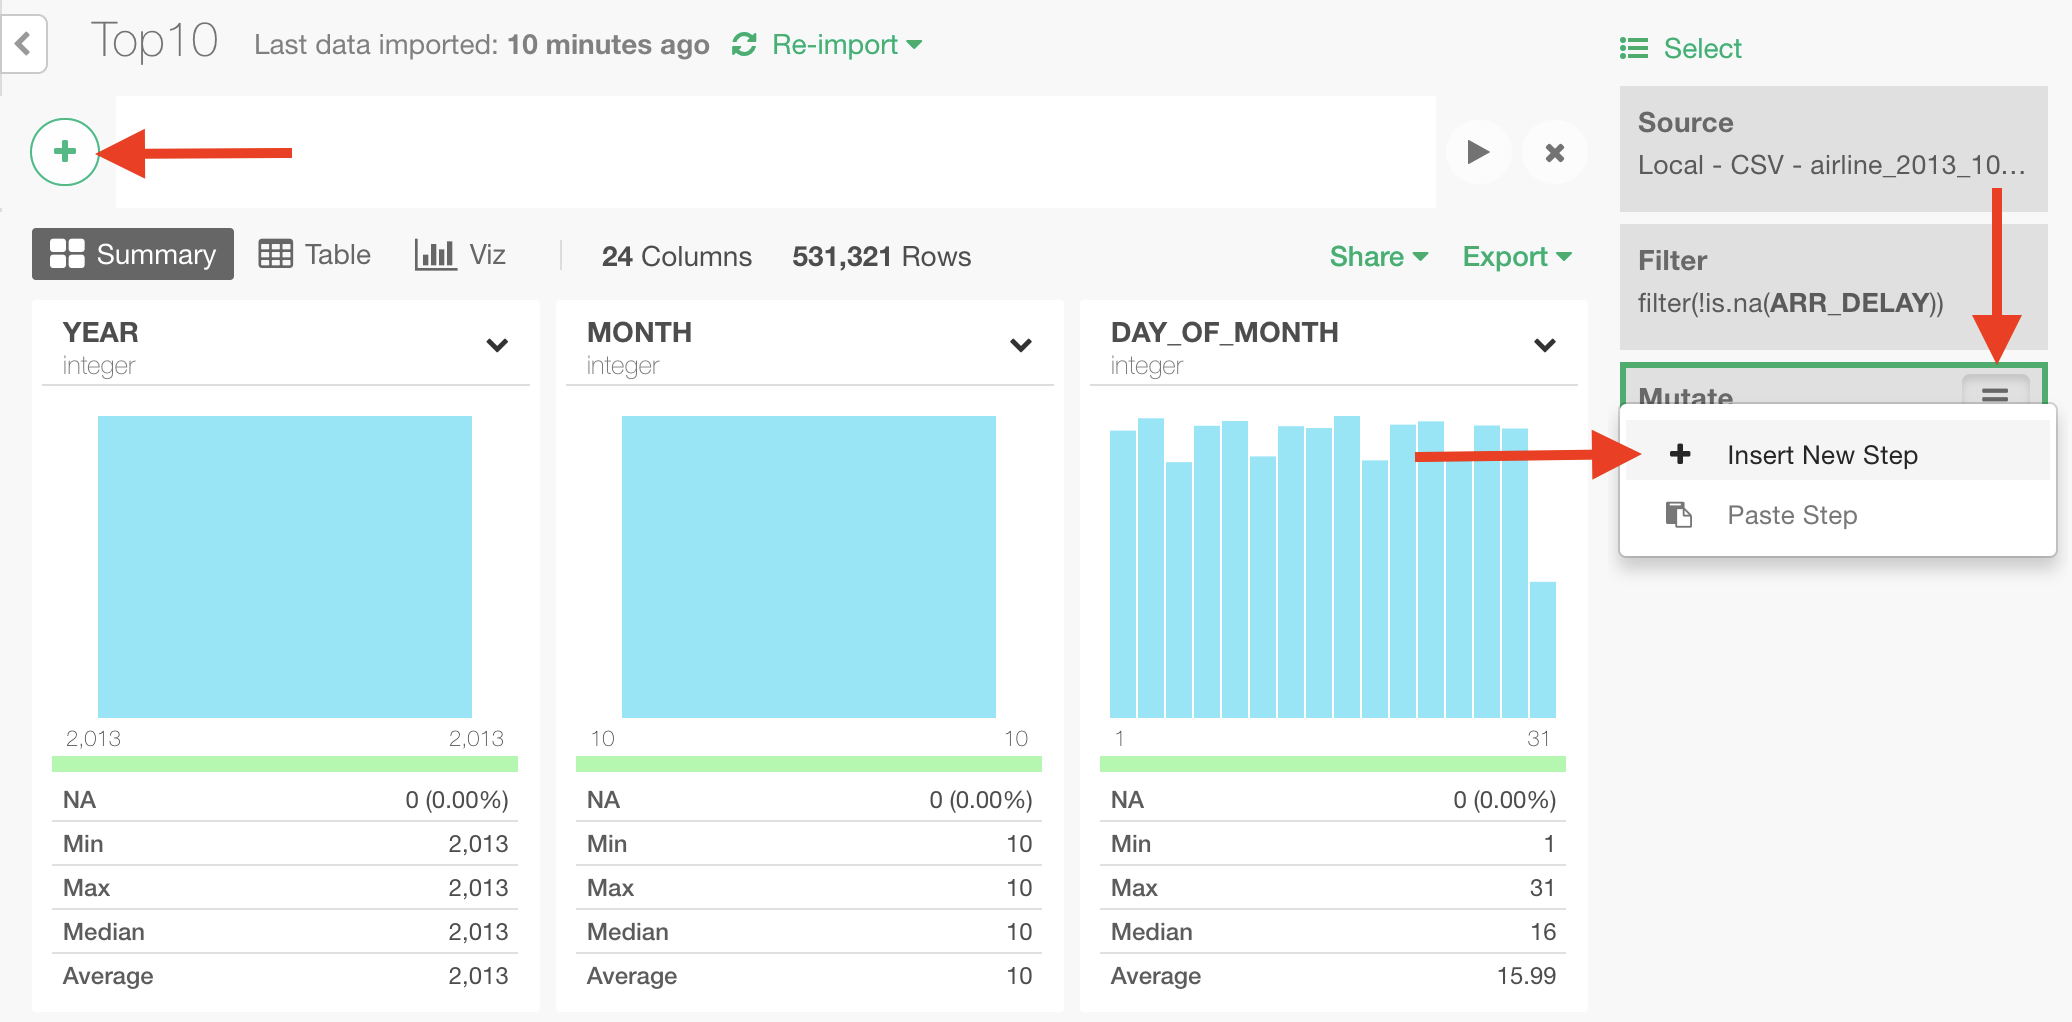 Top10
Last data imported: 10 minutes ago Re-import
Select
Source
Local - CSV - airline_2013_10...
Filter
filter(!is.na(ARR_DELAY))
Mutate
Insert New Step
Paste Step
Summary Table Viz 24 Columns 531,321 Rows Share Export
YEAR
integer
2,013 2,013
NA 0 (0.00%)
Min 2,013
Max 2,013
Median 2,013
Average 2,013
MONTH
integer
10 10
NA 0 (0.00%)
Min 10
Max 10
Median 10
Average 10
DAY_OF_MONTH
integer
1 31
NA 0 (0.00%)
Min 1
Max 31
Median 16
Average 15.99